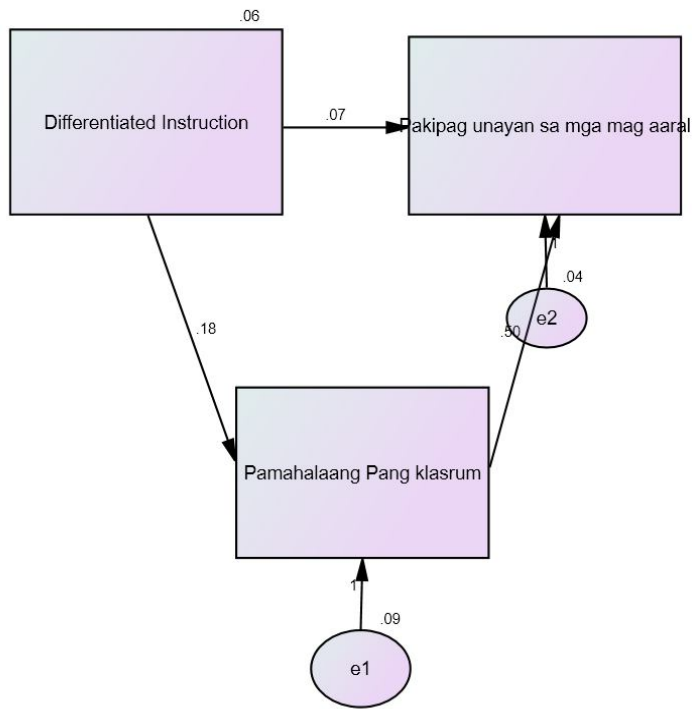 .06
Differentiated Instruction
.07
Pakipag unayan sa mga mag aaral
1
.04
e2
.18
.50
Pamahalaang Pang klasrum
1
.09
e1